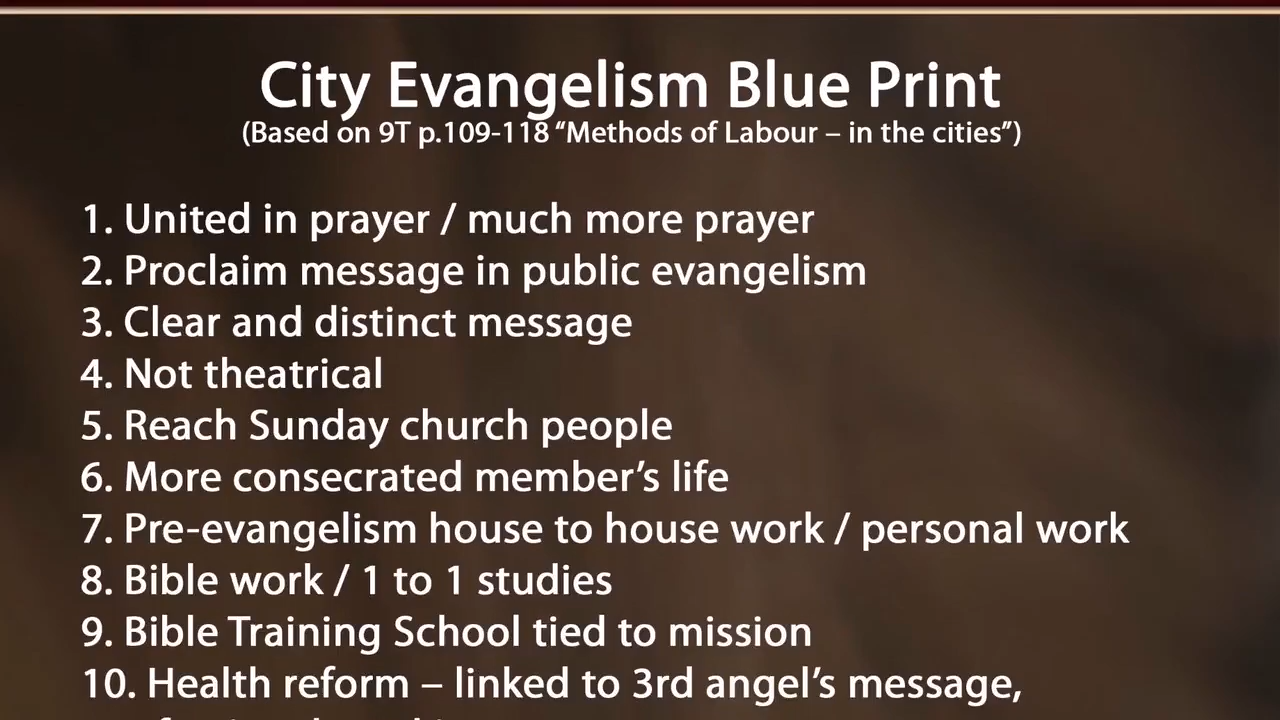 City Evangelism Blue Print
(Based on 9T p.109-118 “Methods of Labour – in the cities”)
1. United in prayer / much more prayer
2. Proclaim message in public evangelism
3. Clear and distinct message
4. Not theatrical
5. Reach Sunday church people
6. More consecrated member’s life
7. Pre-evangelism house to house work / personal work
8. Bible work / 1 to 1 studies
9. Bible Training School tied to mission
10. Health reform – linked to 3rd angel’s message,